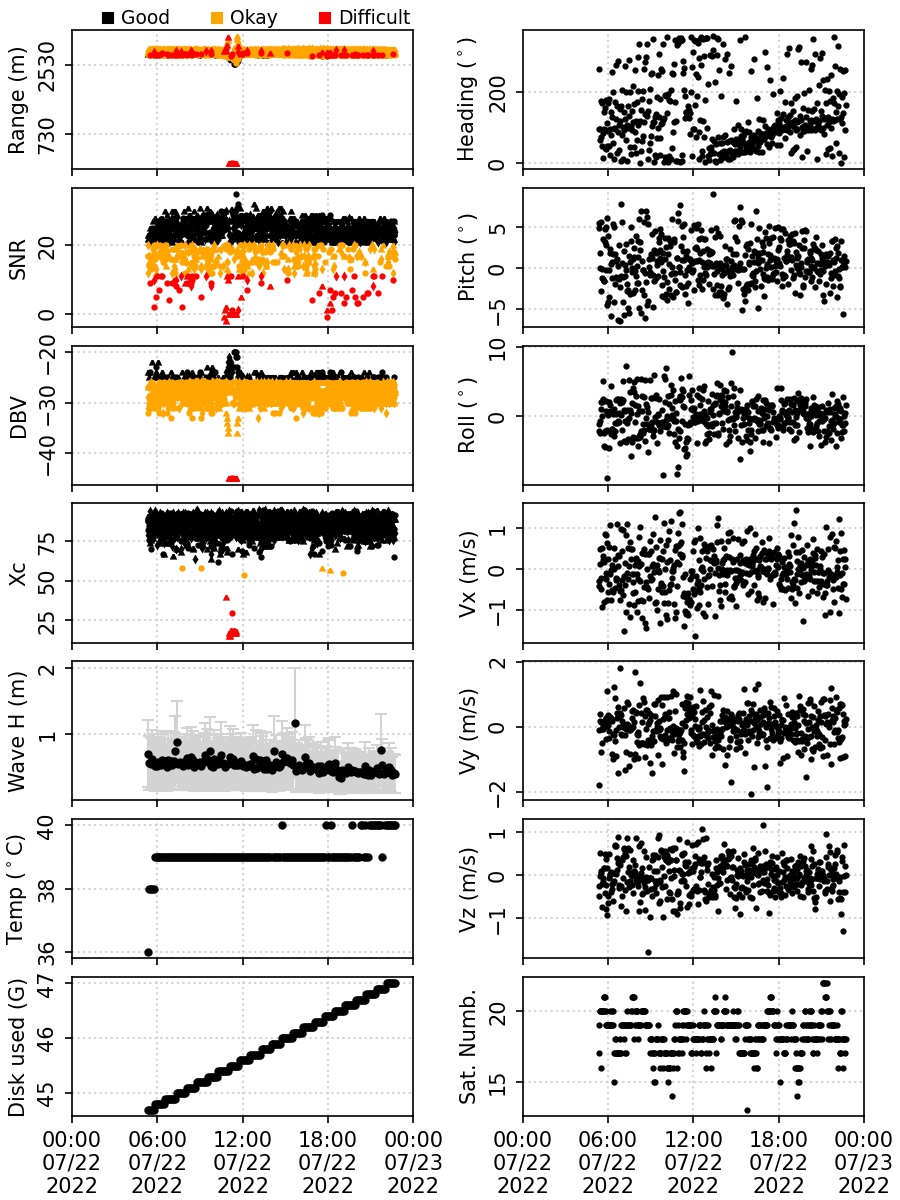 Good Okay Difficult
Range (m)
2530
730
Heading (°)
200
0
SNR
20
0
Pitch (°)
5
0
−5
DBV
−20
−30
−40
Roll (°)
10
0
Xc
75
50
25
Vx (m/s)
1
0
−1
Wave H (m)
2
1
Vy (m/s)
2
0
−2
Temp (°C)
40
38
36
Vz (m/s)
1
0
−1
Disk used (G)
47
46
45
Sat. Numb.
20
15
00:00 06:00 12:00 18:00 00:00
07/22 07/22 07/22 07/22 07/23
2022 2022 2022 2022 2022
00:00 06:00 12:00 18:00 00:00
07/22 07/22 07/22 07/22 07/23
2022 2022 2022 2022 2022